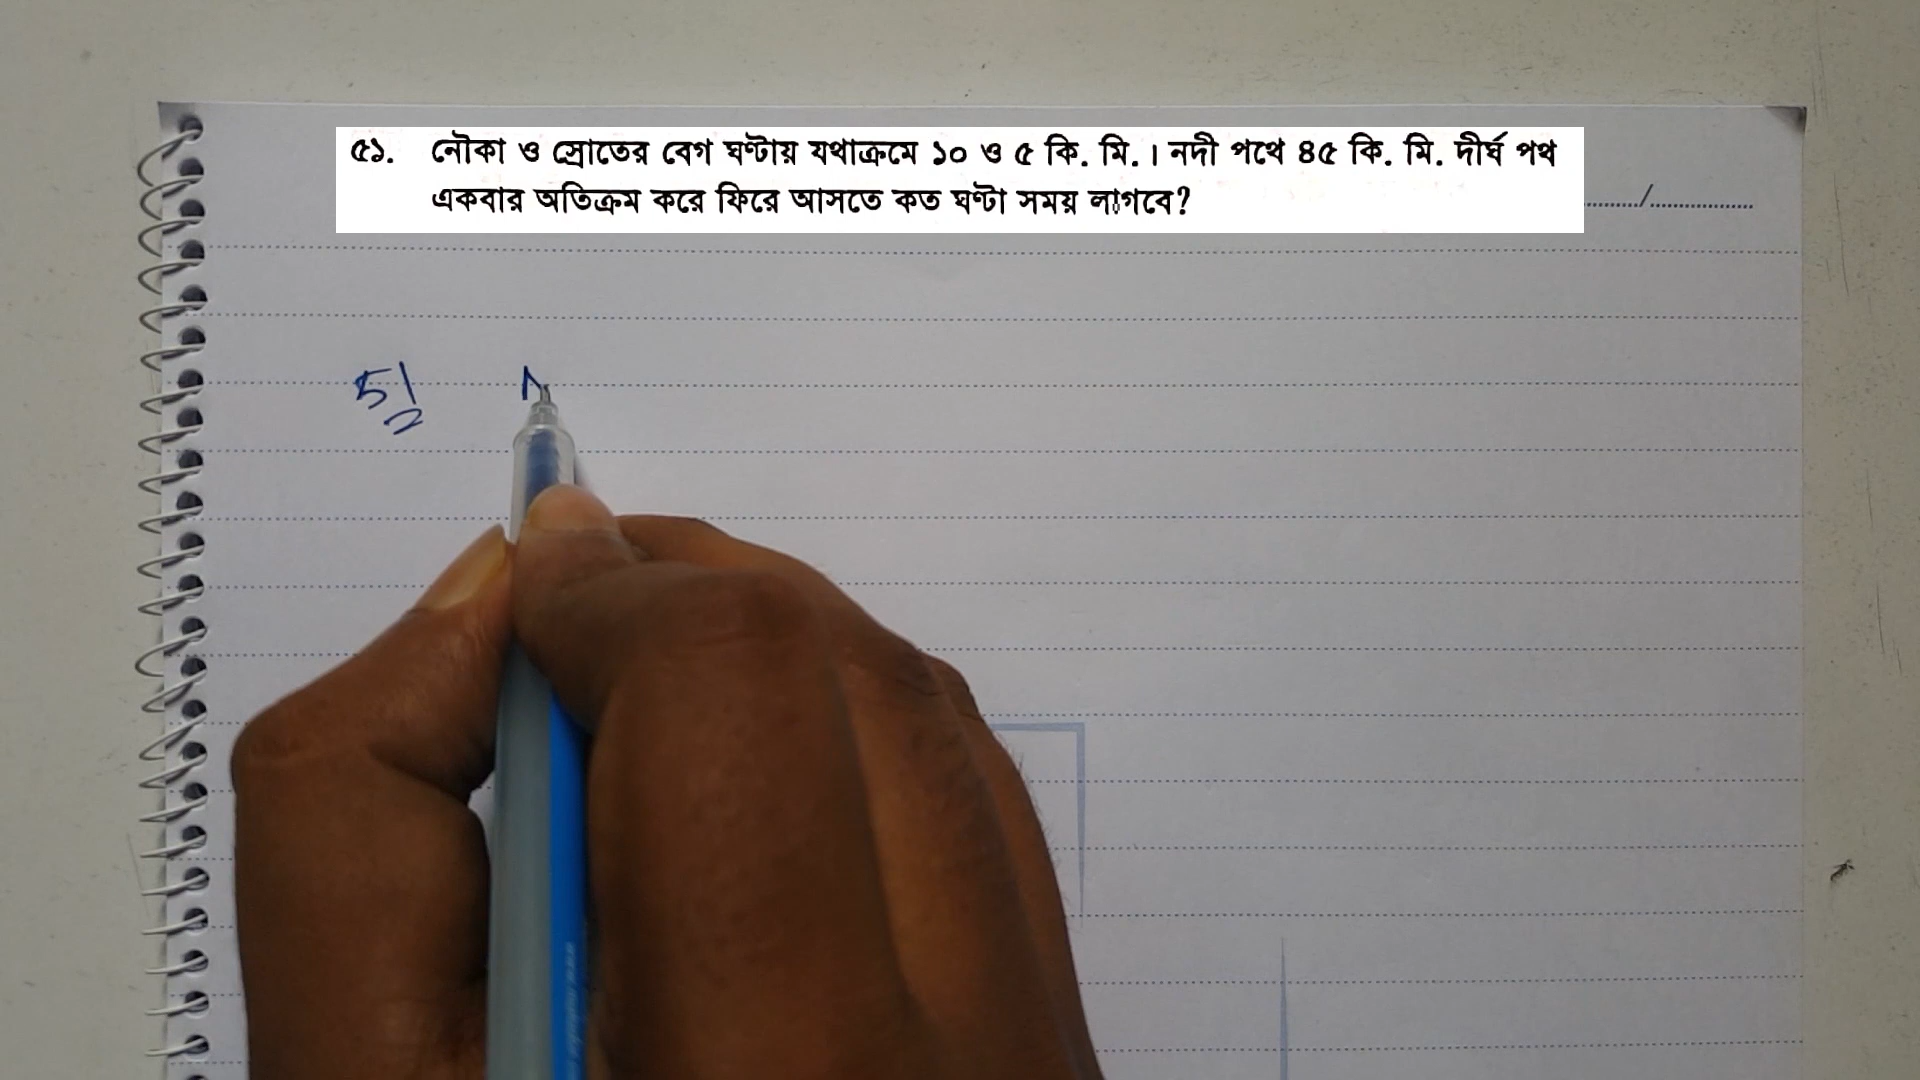 ৫১. নৌকা ও স্রোতের বেগ ঘণ্টায় যথাক্রমে ১০ ও ৫ কি. মি.। নদী পথে ৪৫ কি. মি. দীর্ঘ পথ
একবার অতিক্রম করে ফিরে আসতে কত ঘণ্টা সময় লাগবে?
51